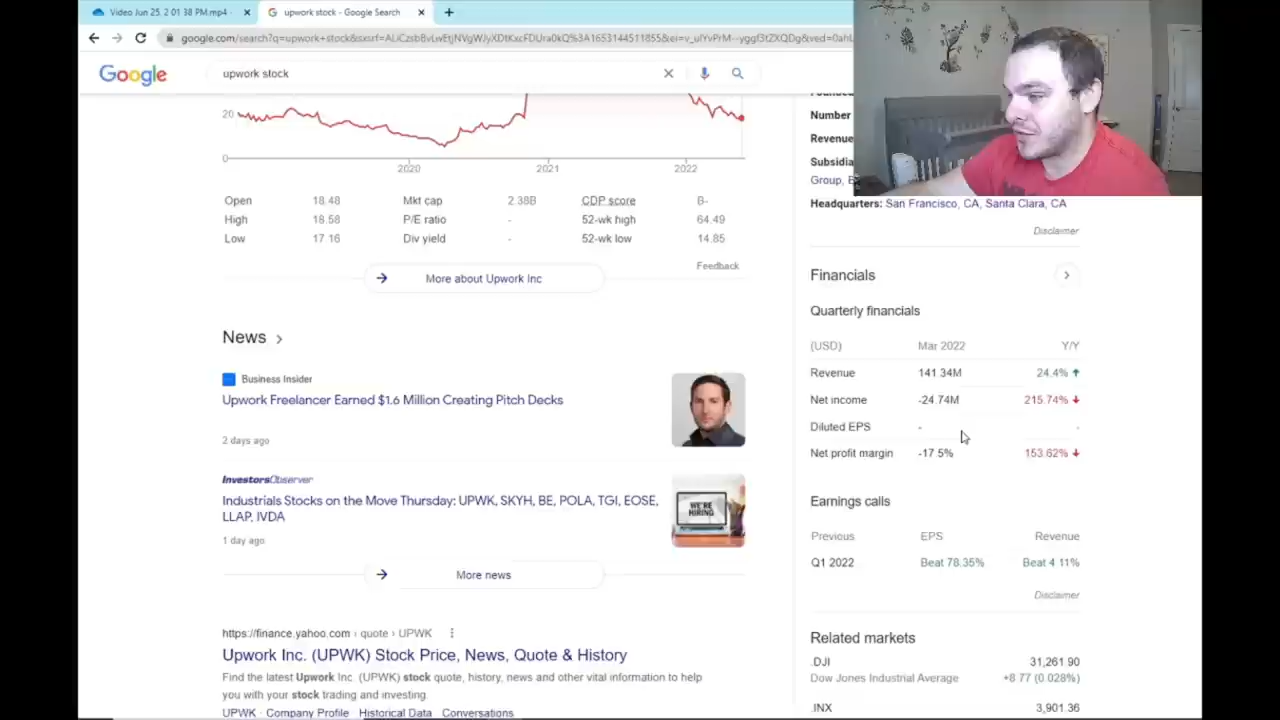 Video Jun 25, 2 01 38 PM.mp4 -
upwork stock - Google Search
Google
upwork stock
20
0
2020
2021
2022
Open 18.48 Mkt cap 2.38B CDP score B-
High 18.58 P/E ratio - 52-wk high 64.49
Low 17.16 Div yield - 52-wk low 14.85
Feedback
More about Upwork Inc
News
Business Insider
Upwork Freelancer Earned $1.6 Million Creating Pitch Decks
2 days ago
InvestorsObserver
Industrials Stocks on the Move Thursday: UPWK, SKYH, BE, POLA, TGI, EOSE,
LLAP, IVDA
1 day ago
WE'RE
HIRING
More news
https://finance.yahoo.com › quote › UPWK
Upwork Inc. (UPWK) Stock Price, News, Quote & History
Find the latest Upwork Inc. (UPWK) stock quote, history, news and other vital information to help
you with your stock trading and investing.
UPWK · Company Profile · Historical Data · Conversations
Number
Revenue
Subsidia
Group,
Headquarters: San Francisco, CA, Santa Clara, CA
Disclaimer
Financials
Quarterly financials
(USD) Mar 2022 Y/Y
Revenue 141.34M 24.4%
Net income -24.74M 215.74%
Diluted EPS - -
Net profit margin -17.5% 153.62%
Earnings calls
Previous EPS Revenue
Q1 2022 Beat 78.35% Beat 4.11%
Disclaimer
Related markets
.DJI 31,261.90
Dow Jones Industrial Average +8.77 (0.028%)
.INX 3,901.36